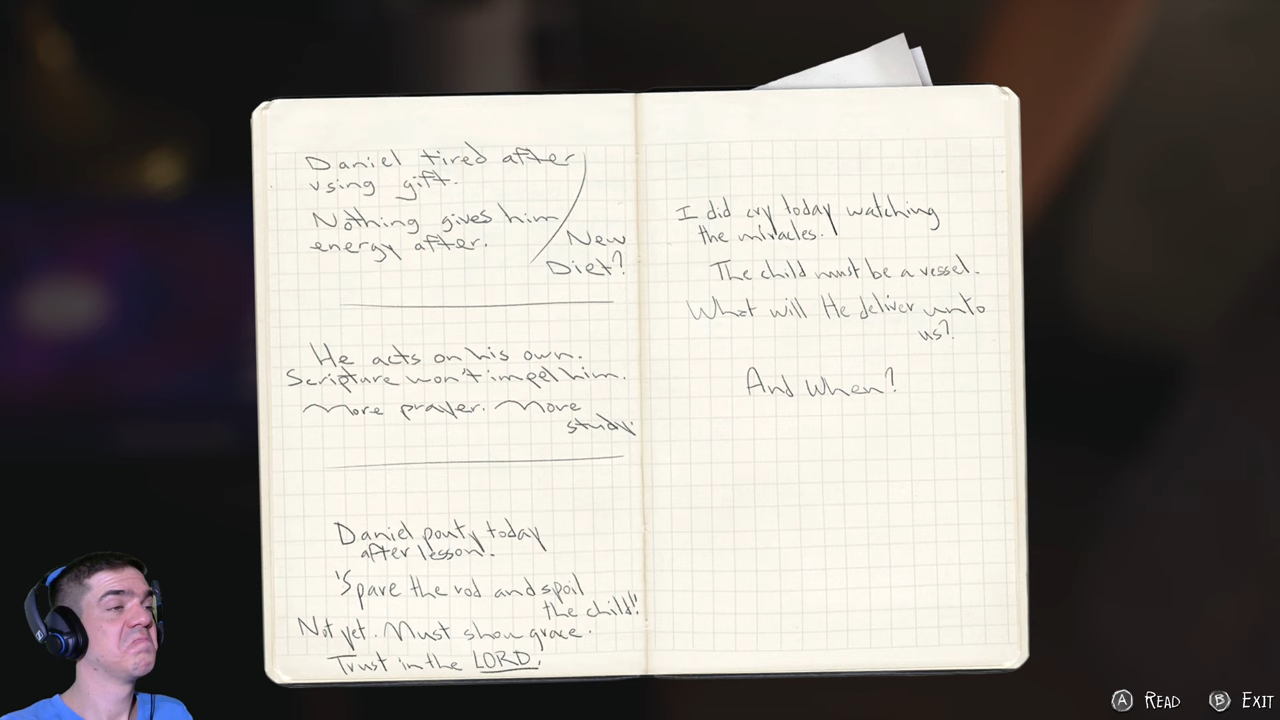 Daniel tired after
using gift.
Nothing gives him
energy after.
New
Diet?
He acts on his own.
Scripture won't impel him.
More prayer. More
study.
Daniel pouty today
after lesson.
'Spare the rod and spoil
the child!'
Not yet. Must show grace.
Trust in the LORD.
I did cry today watching
the miracles.
The child must be a vessel.
What will He deliver unto
us?
And when?
A READ B EXIT